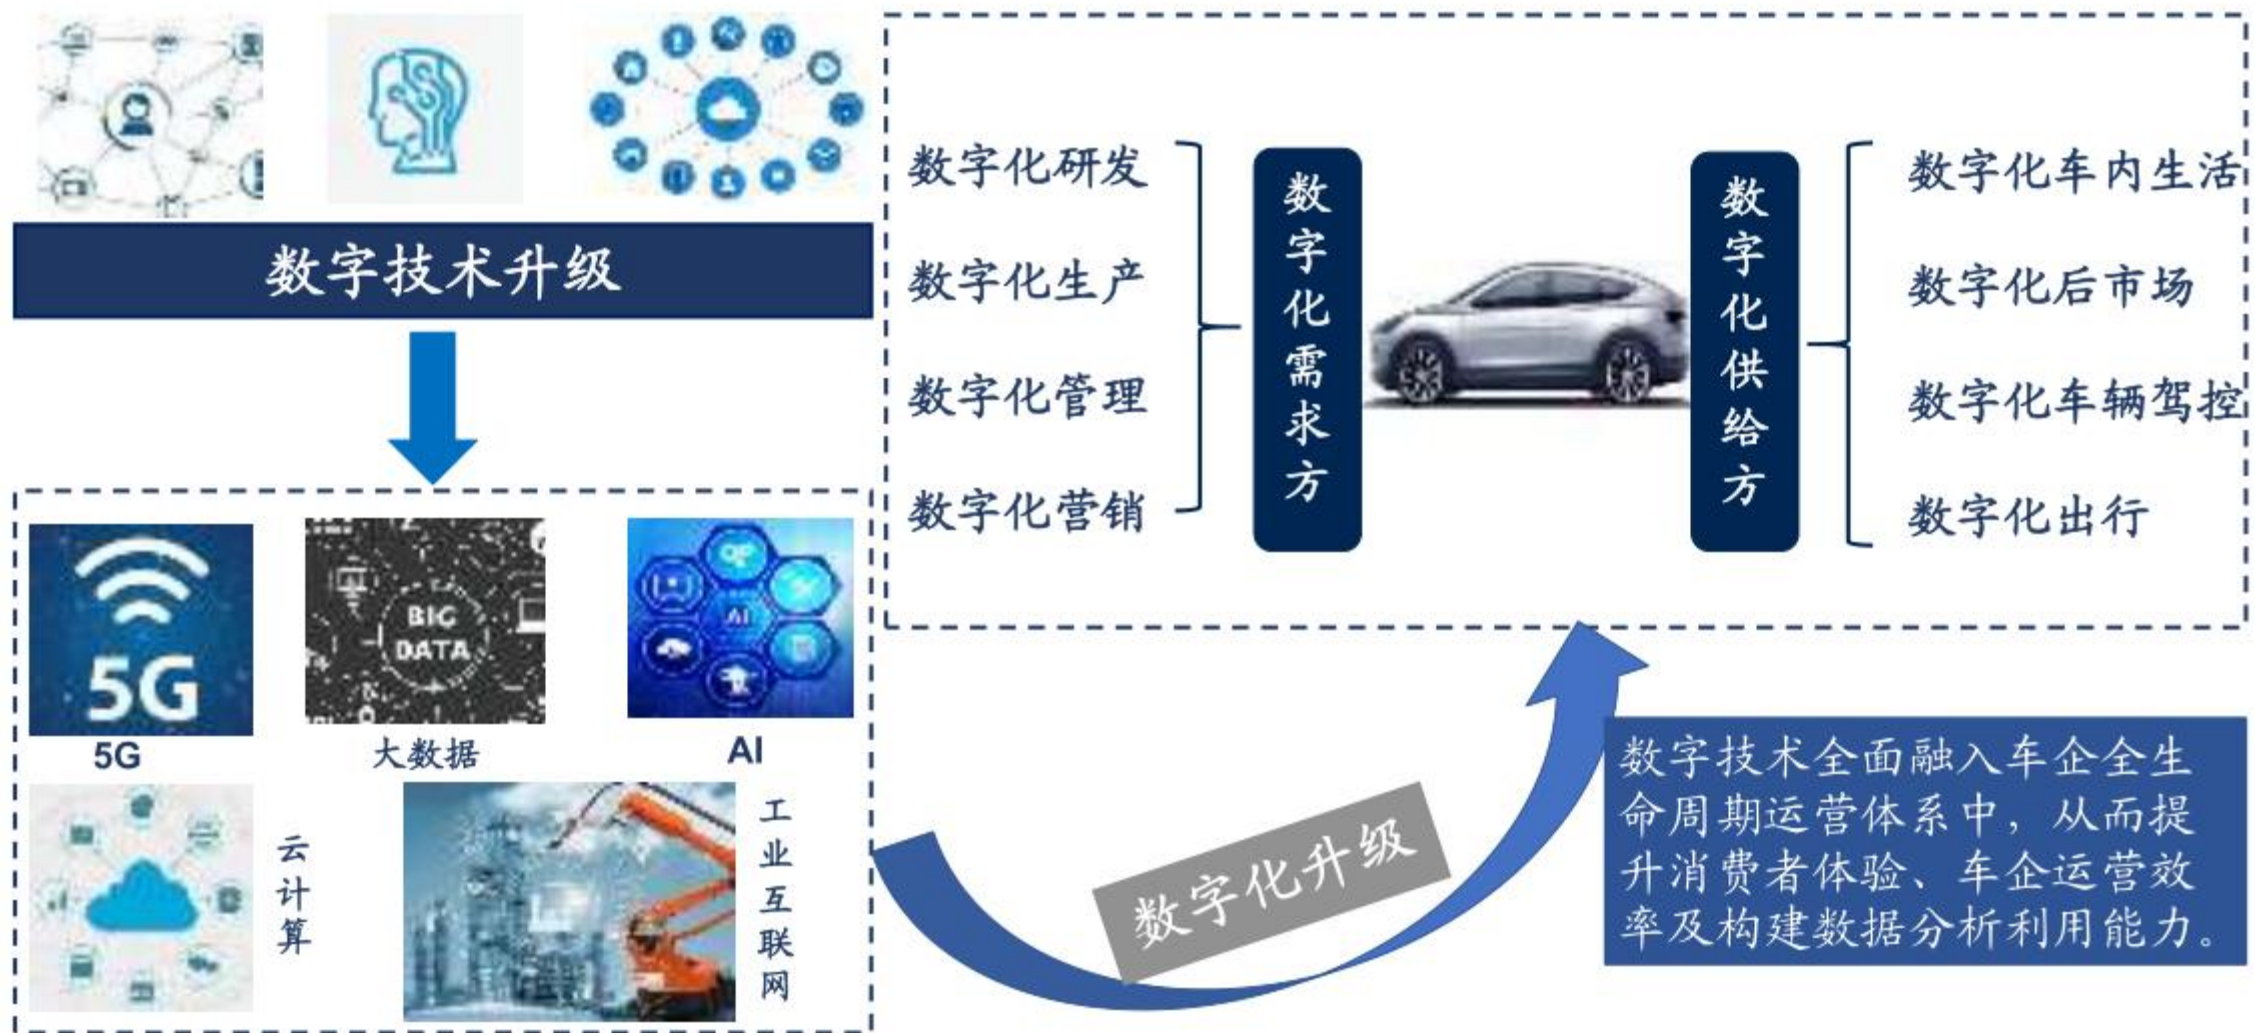 数字技术升级
5G
BIG
DATA
AI
5G
大数据
AI
云计算
工业互联网
数字化研发
数字化生产
数字化管理
数字化营销
数字化需求方
数字化供给方
数字化车内生活
数字化后市场
数字化车辆驾控
数字化出行
数字化升级
数字技术全面融入车企全生
命周期运营体系中，从而提
升消费者体验、车企运营效
率及构建数据分析利用能力。